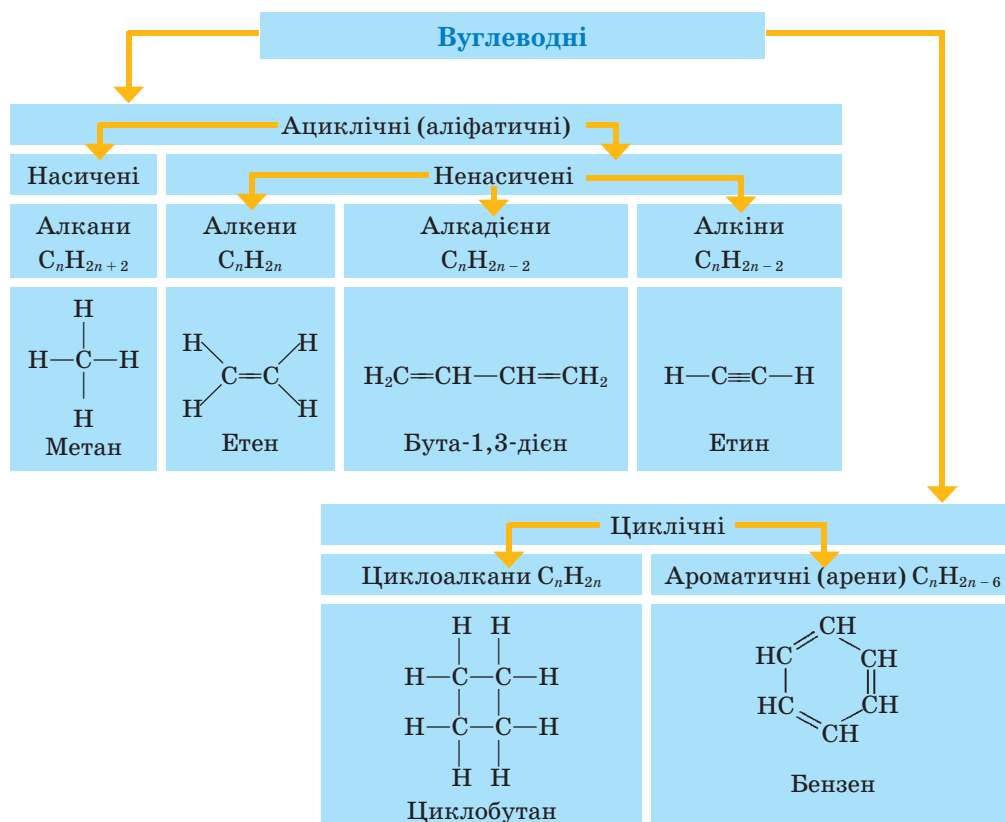 Вуглеводні
Ациклічні (аліфатичні)
Насичені
Ненасичені
Алкани
CₙH₂ₙ₊₂
Алкени
CₙH₂ₙ
Алкадієни
CₙH₂ₙ₋₂
Алкіни
CₙH₂ₙ₋₂
H
H—C—H
H
Метан
H H
C=C
H H
Етен
H₂C=CH—CH=CH₂
Бута-1,3-дієн
H—C≡C—H
Етин
Циклічні
Циклоалкани CₙH₂ₙ
Ароматичні (арени) CₙH₂ₙ₋₆
H H
H—C—C—H
H—C—C—H
H H
Циклобутан
CH
HC CH
HC CH
CH
Бензен